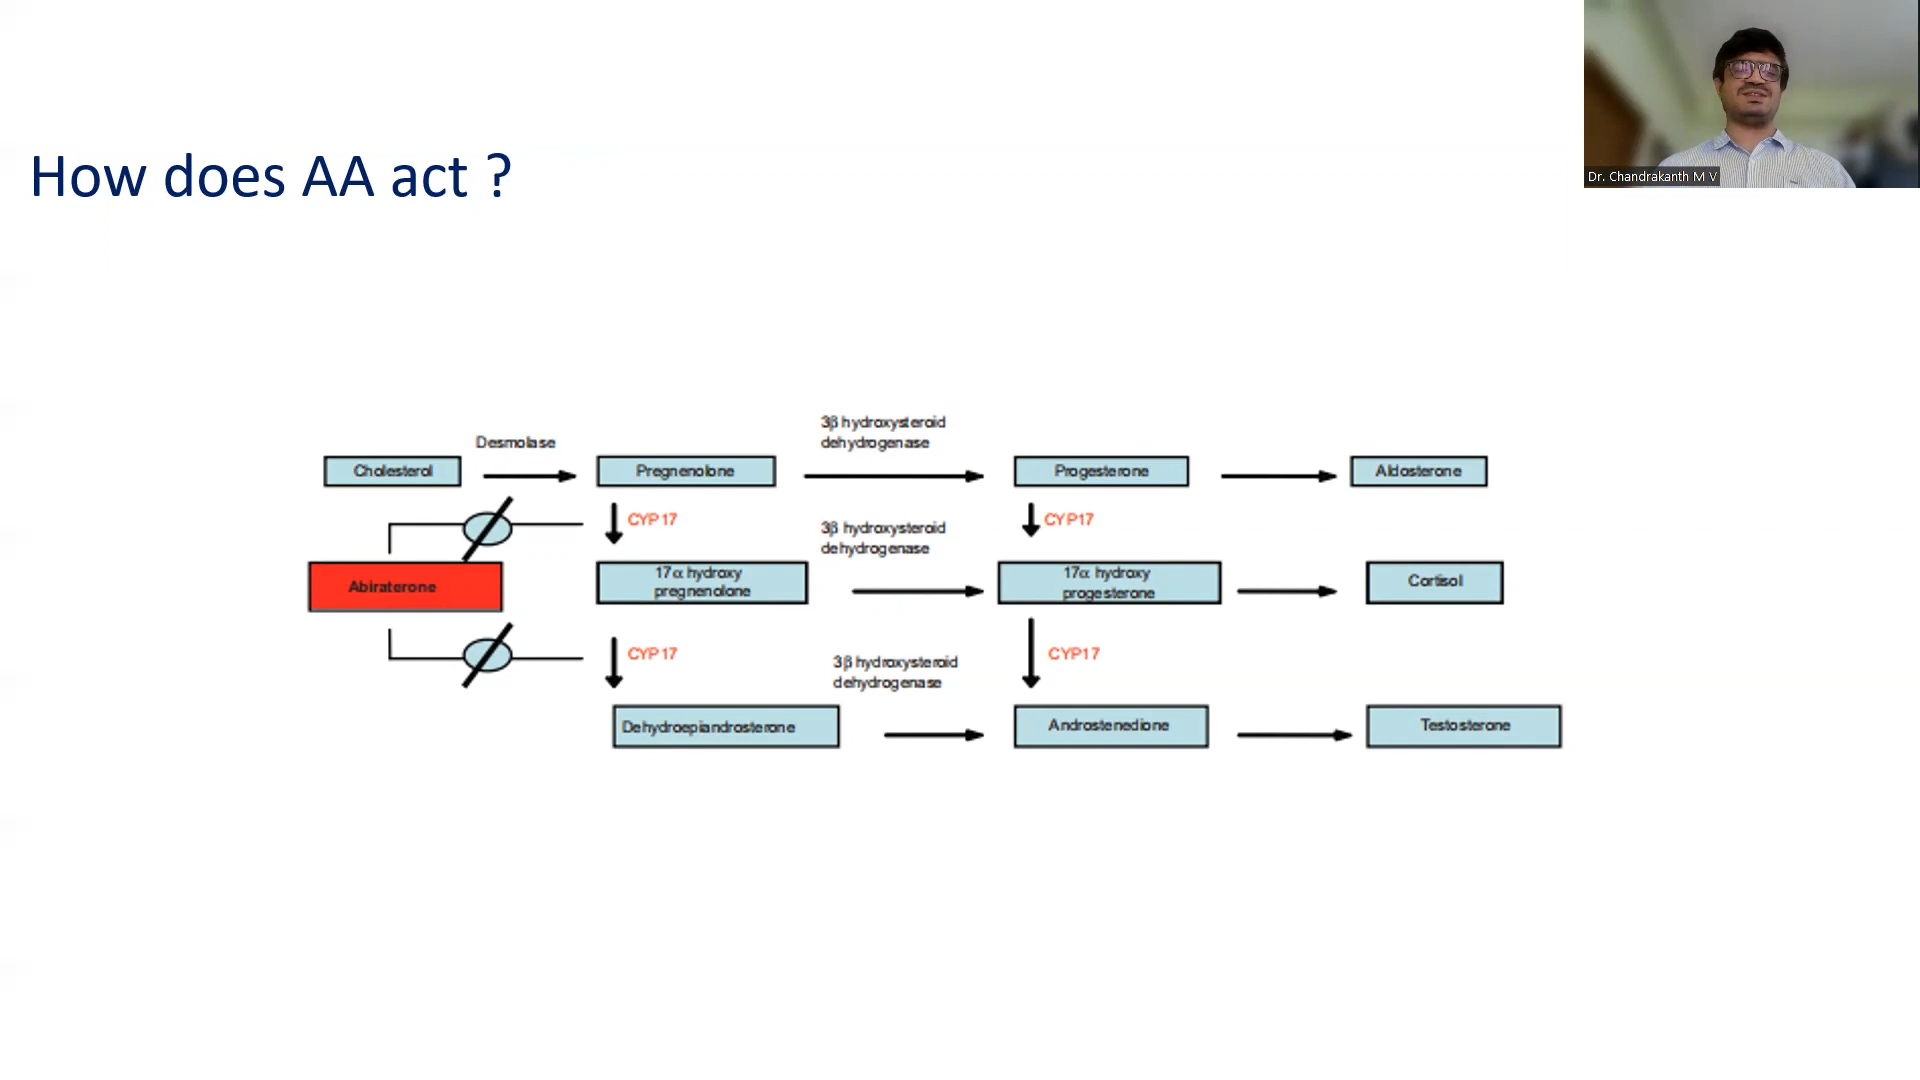 Dr. Chandrakanth M V
How does AA act ?
3β hydroxysteroid
dehydrogenase
Desmolase
Cholesterol
Pregnenolone
Progesterone
Aldosterone
CYP17
3β hydroxysteroid
dehydrogenase
CYP17
Abiraterone
17α hydroxy
pregnenolone
17α hydroxy
progesterone
Cortisol
CYP17
3β hydroxysteroid
dehydrogenase
CYP17
Dehydroepiandrosterone
Androstenedione
Testosterone